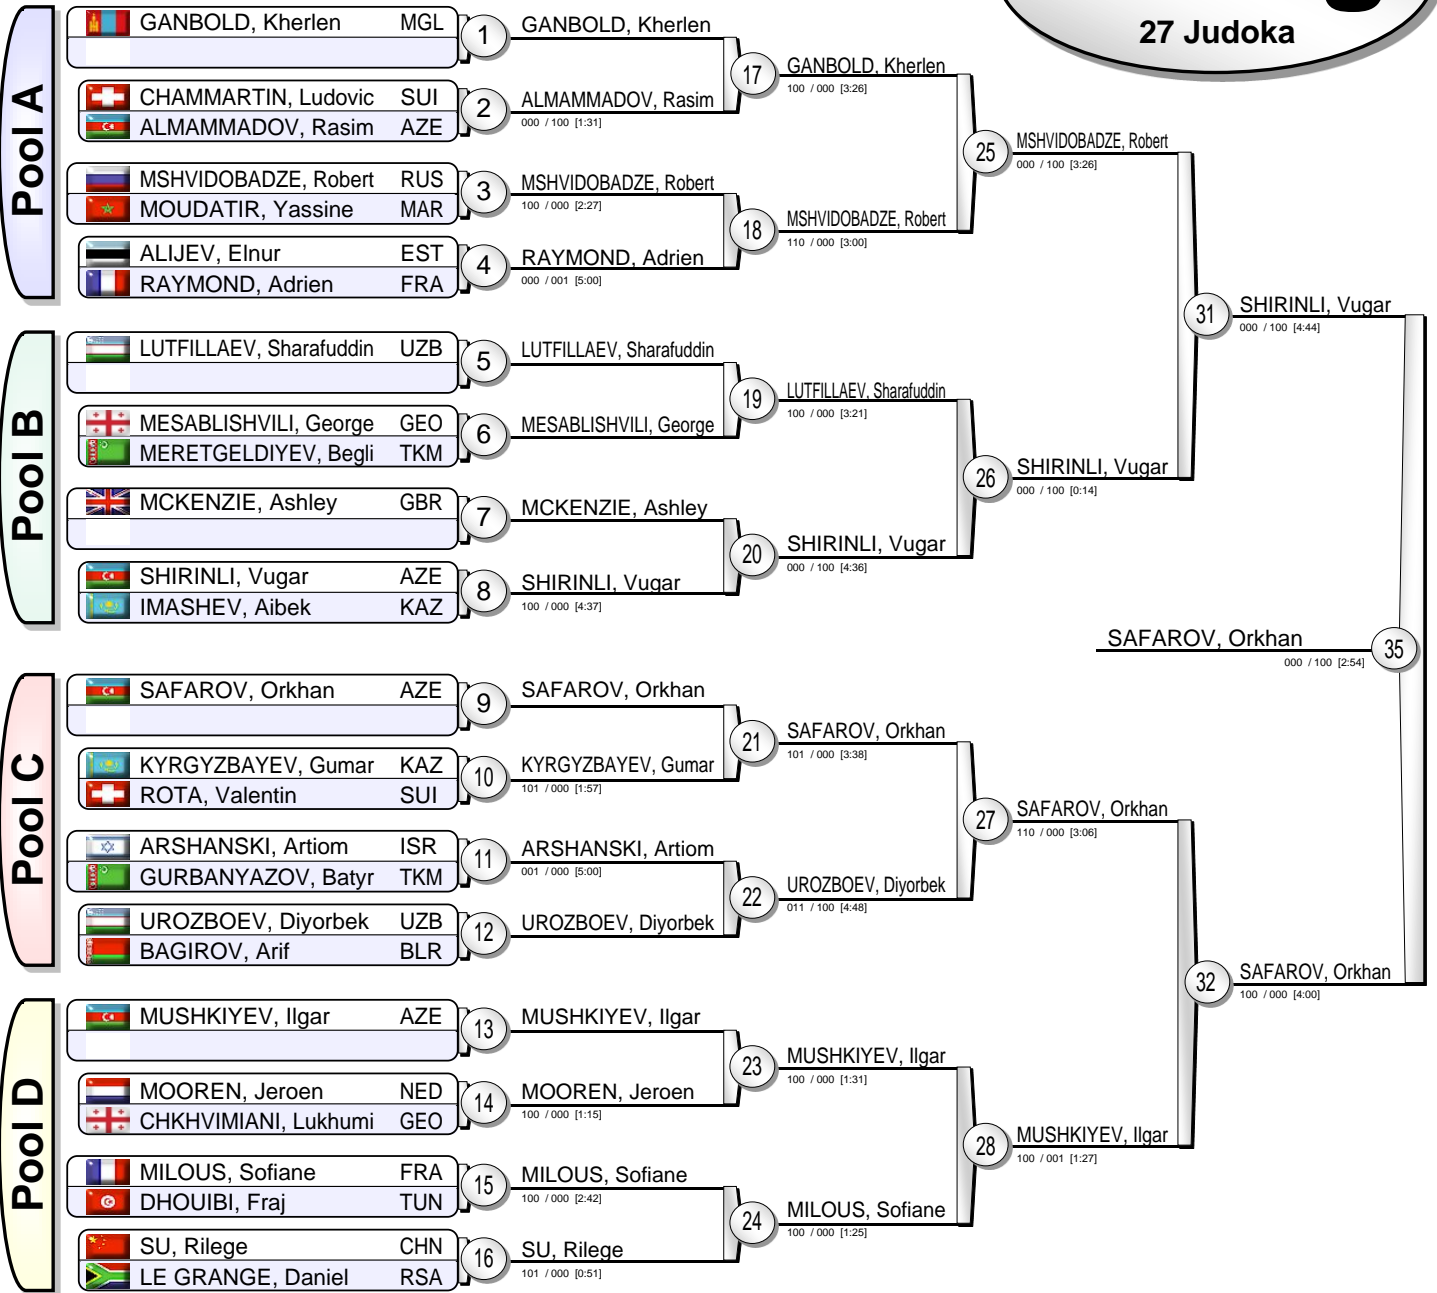 27 Judoka
Pool A
GANBOLD, Kherlen MGL
1
CHAMMARTIN, Ludovic SUI
ALMAMMADOV, Rasim AZE
2
MSHVIDOBADZE, Robert RUS
MOUDATIR, Yassine MAR
3
ALIJEV, Elnur EST
RAYMOND, Adrien FRA
4
GANBOLD, Kherlen
ALMAMMADOV, Rasim
000 / 100 [1:31]
17
MSHVIDOBADZE, Robert
100 / 000 [2:27]
RAYMOND, Adrien
000 / 001 [5:00]
18
GANBOLD, Kherlen
100 / 000 [3:26]
MSHVIDOBADZE, Robert
110 / 000 [3:00]
25
MSHVIDOBADZE, Robert
000 / 100 [3:26]
Pool B
LUTFILLAEV, Sharafuddin UZB
5
MESABLISHVILI, George GEO
MERETGELDIYEV, Begli TKM
6
MCKENZIE, Ashley GBR
7
SHIRINLI, Vugar AZE
IMASHEV, Aibek KAZ
8
LUTFILLAEV, Sharafuddin
MESABLISHVILI, George
19
MCKENZIE, Ashley
SHIRINLI, Vugar
100 / 000 [4:37]
20
LUTFILLAEV, Sharafuddin
100 / 000 [3:21]
SHIRINLI, Vugar
000 / 100 [4:36]
26
SHIRINLI, Vugar
000 / 100 [0:14]
31
SHIRINLI, Vugar
000 / 100 [4:44]
SAFAROV, Orkhan
000 / 100 [2:54]
35
Pool C
SAFAROV, Orkhan AZE
9
KYRGYZBAYEV, Gumar KAZ
ROTA, Valentin SUI
10
ARSHANSKI, Artiom ISR
GURBANYAZOV, Batyr TKM
11
UROZBOEV, Diyorbek UZB
BAGIROV, Arif BLR
12
SAFAROV, Orkhan
KYRGYZBAYEV, Gumar
101 / 000 [1:57]
21
ARSHANSKI, Artiom
001 / 000 [5:00]
UROZBOEV, Diyorbek
22
SAFAROV, Orkhan
101 / 000 [3:38]
UROZBOEV, Diyorbek
011 / 100 [4:48]
27
SAFAROV, Orkhan
110 / 000 [3:06]
Pool D
MUSHKIYEV, Ilgar AZE
13
MOOREN, Jeroen NED
CHKHVIMIANI, Lukhumi GEO
14
MILOUS, Sofiane FRA
DHOUIBI, Fraj TUN
15
SU, Rilege CHN
LE GRANGE, Daniel RSA
16
MUSHKIYEV, Ilgar
MOOREN, Jeroen
100 / 000 [1:15]
23
MILOUS, Sofiane
100 / 000 [2:42]
SU, Rilege
101 / 000 [0:51]
24
MUSHKIYEV, Ilgar
100 / 000 [1:31]
MILOUS, Sofiane
100 / 000 [1:25]
28
MUSHKIYEV, Ilgar
100 / 001 [1:27]
32
SAFAROV, Orkhan
100 / 000 [4:00]